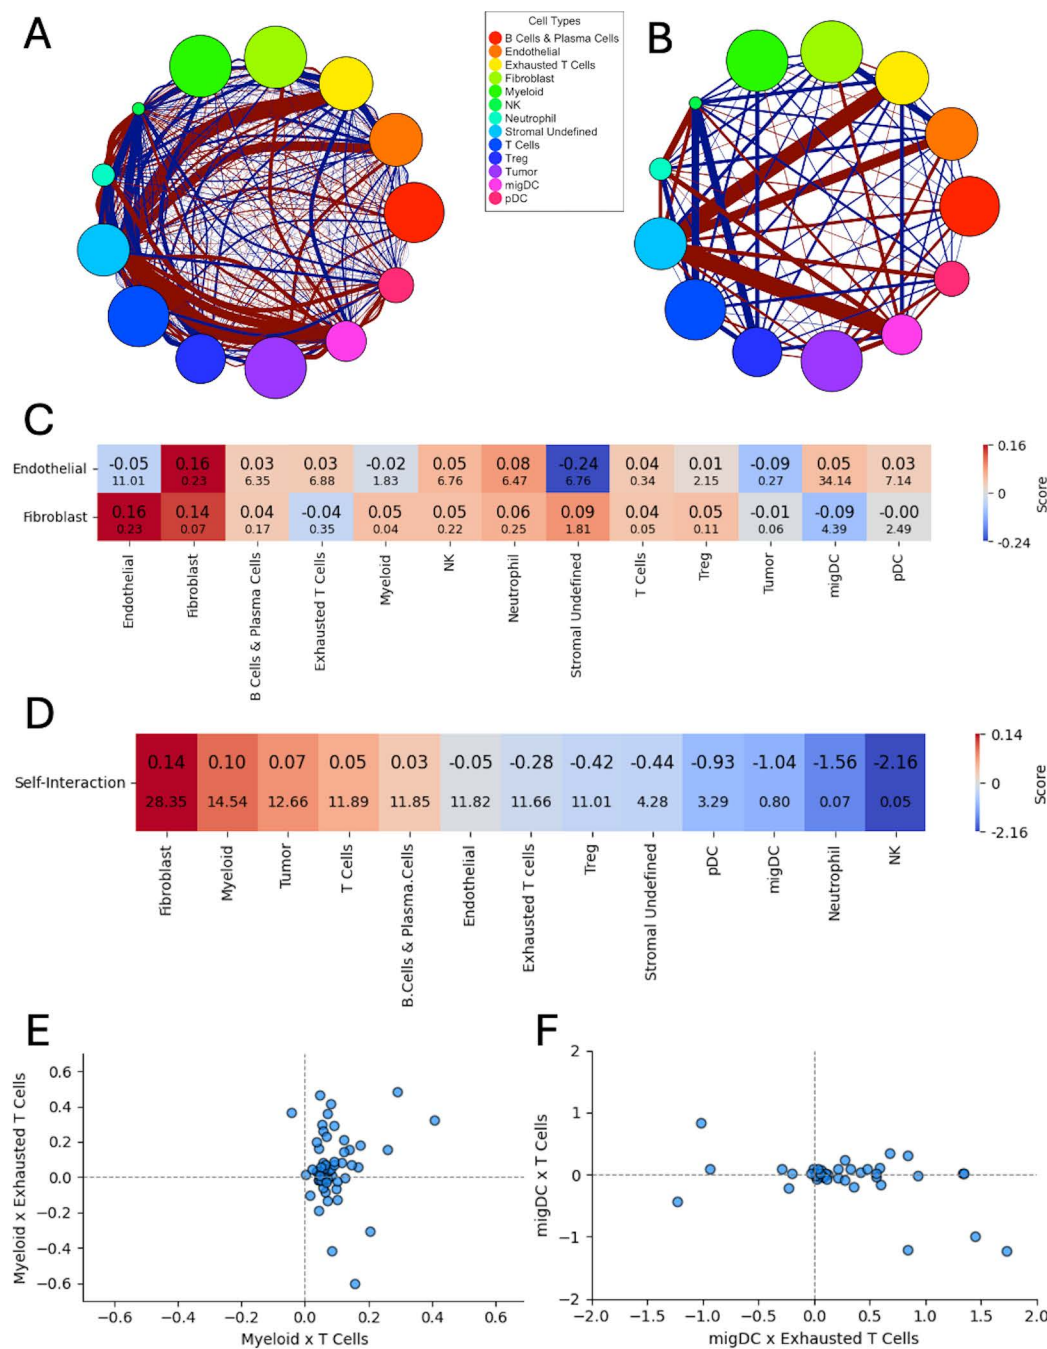 A
B
Cell Types
B Cells & Plasma Cells
Endothelial
Exhausted T Cells
Fibroblast
Myeloid
NK
Neutrophil
Stromal Undefined
T Cells
Treg
Tumor
migDC
pDC
C
Endothelial
-0.05 0.16 0.03 0.03 -0.02 0.05 0.08 -0.24 0.04 0.01 -0.09 0.05 0.03
11.01 0.23 6.35 6.88 1.83 6.76 6.47 6.76 0.34 2.15 0.27 34.14 7.14
Fibroblast
0.16 0.14 0.04 -0.04 0.05 0.05 0.06 0.09 0.04 0.05 -0.01 -0.09 -0.00
0.23 0.07 0.17 0.35 0.04 0.22 0.25 1.81 0.05 0.11 0.06 4.39 2.49
Endothelial
Fibroblast
B Cells & Plasma Cells
Exhausted T Cells
Myeloid
NK
Neutrophil
Stromal Undefined
T Cells
Treg
Tumor
migDC
pDC
0.16
0
-0.24
Score
D
Self-Interaction
0.14 0.10 0.07 0.05 0.03 -0.05 -0.28 -0.42 -0.44 -0.93 -1.04 -1.56 -2.16
28.35 14.54 12.66 11.89 11.85 11.82 11.66 11.01 4.28 3.29 0.80 0.07 0.05
Fibroblast
Myeloid
Tumor
T Cells
B.Cells & Plasma.Cells
Endothelial
Exhausted T cells
Treg
Stromal Undefined
pDC
migDC
Neutrophil
NK
0.14
0
-2.16
Score
E
Myeloid x Exhausted T Cells
0.6
0.4
0.2
0.0
−0.2
−0.4
−0.6
−0.6 −0.4 −0.2 0.0 0.2 0.4 0.6
Myeloid x T Cells
F
migDC x T Cells
2
1
0
−1
−2
−2.0 −1.5 −1.0 −0.5 0.0 0.5 1.0 1.5 2.0
migDC x Exhausted T Cells